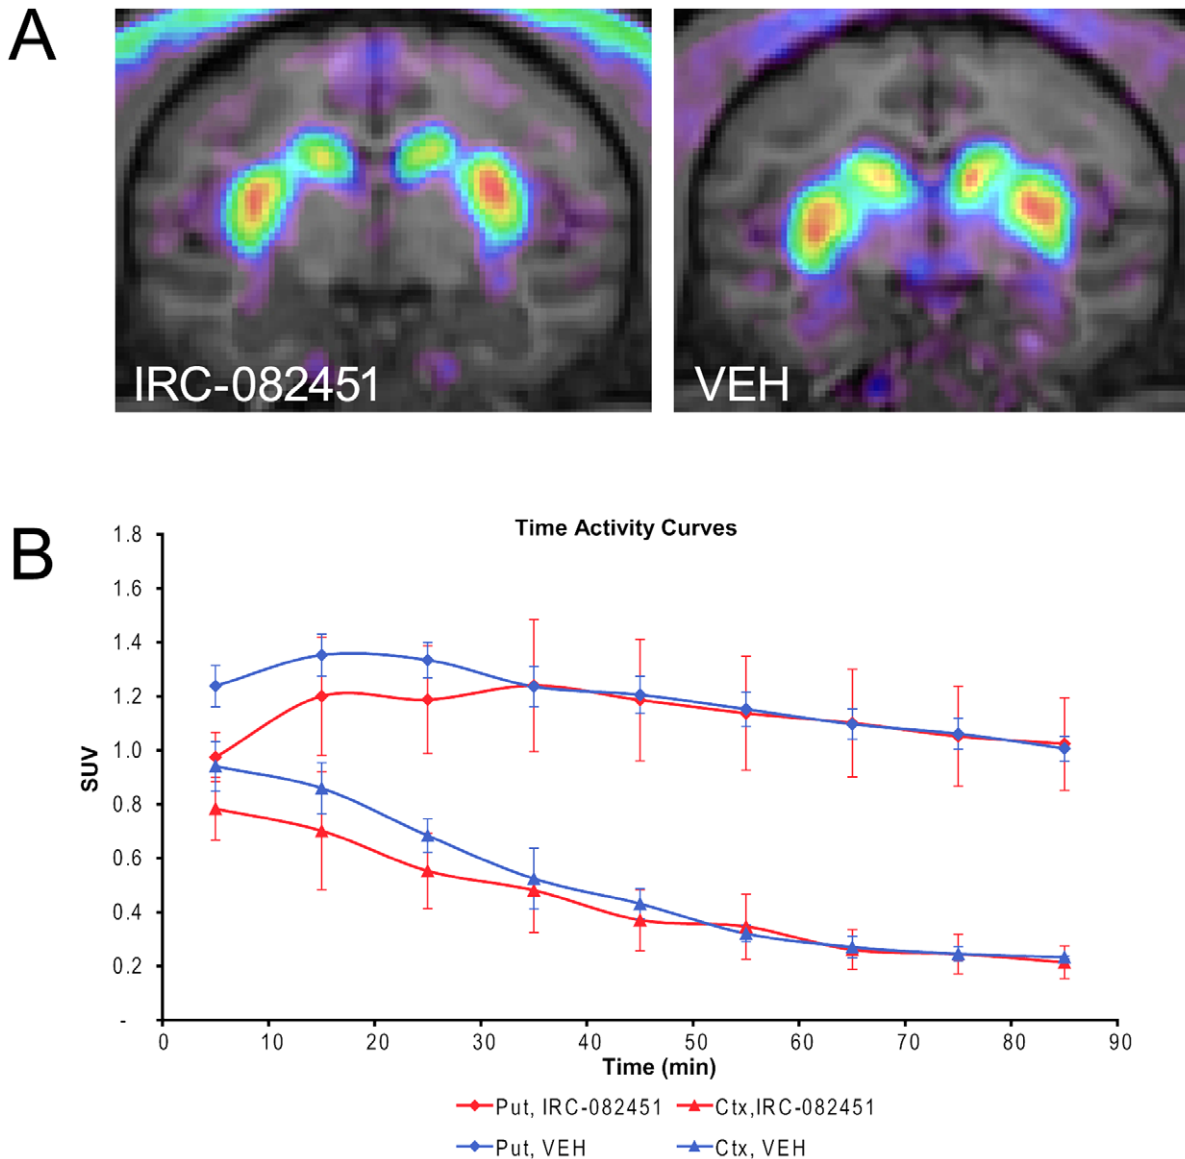 A
IRC-082451
VEH
B
Time Activity Curves
1.8
1.6
1.4
1.2
1.0
0.8
0.6
0.4
0.2
-
SUV
0 10 20 30 40 50 60 70 80 90
Time (min)
Put, IRC-082451 Ctx,IRC-082451
Put, VEH Ctx, VEH